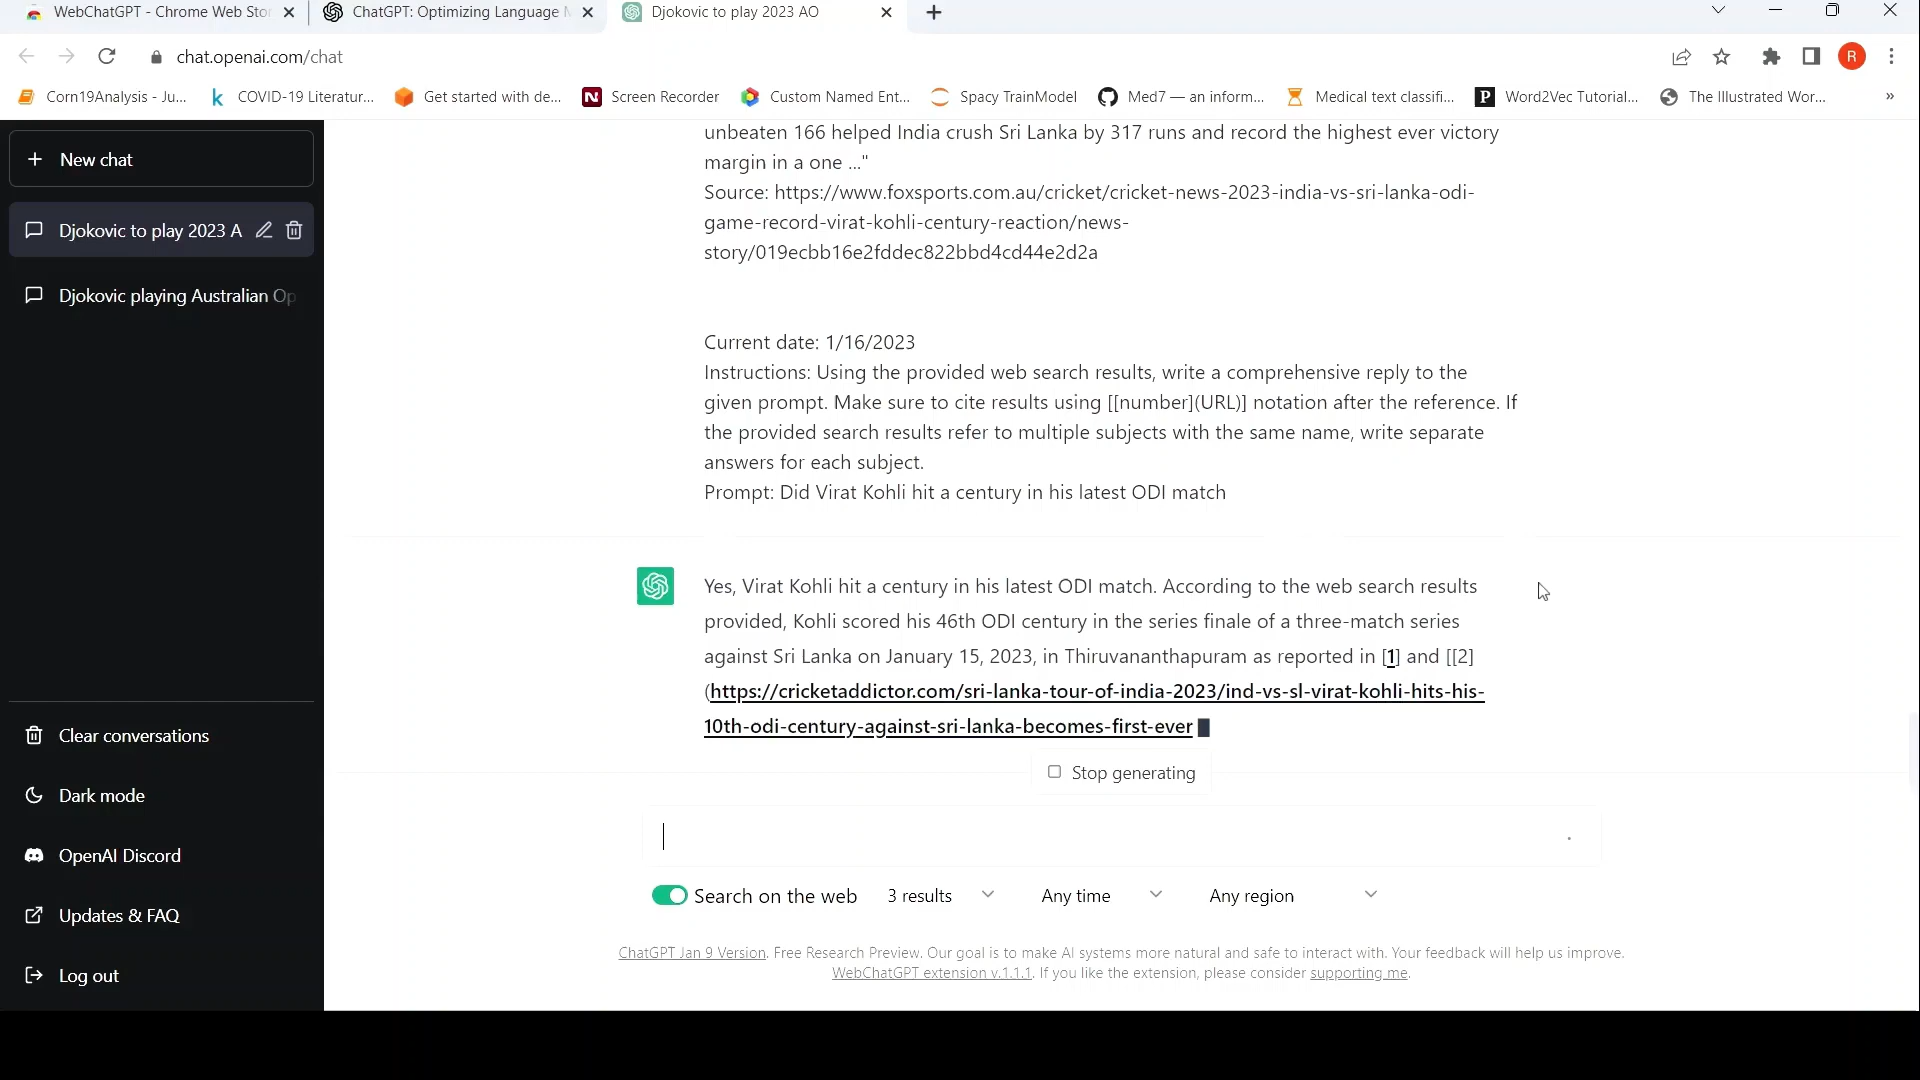 WebChatGPT - Chrome Web Stor
ChatGPT: Optimizing Language M
Djokovic to play 2023 AO
chat.openai.com/chat
R
Corn19Analysis - Ju...
COVID-19 Literatur...
Get started with de...
Screen Recorder
Custom Named Ent...
Spacy TrainModel
Med7 — an inform...
Medical text classifi...
Word2Vec Tutorial...
The Illustrated Wor...
»
New chat
Djokovic to play 2023 A
Djokovic playing Australian Op
Clear conversations
Dark mode
OpenAI Discord
Updates & FAQ
Log out
unbeaten 166 helped India crush Sri Lanka by 317 runs and record the highest ever victory
margin in a one ..."
Source: https://www.foxsports.com.au/cricket/cricket-news-2023-india-vs-sri-lanka-odi-
game-record-virat-kohli-century-reaction/news-
story/019ecbb16e2fddec822bbd4cd44e2d2a
Current date: 1/16/2023
Instructions: Using the provided web search results, write a comprehensive reply to the
given prompt. Make sure to cite results using [[number](URL)] notation after the reference. If
the provided search results refer to multiple subjects with the same name, write separate
answers for each subject.
Prompt: Did Virat Kohli hit a century in his latest ODI match
Yes, Virat Kohli hit a century in his latest ODI match. According to the web search results
provided, Kohli scored his 46th ODI century in the series finale of a three-match series
against Sri Lanka on January 15, 2023, in Thiruvananthapuram as reported in [1] and [[2]
(https://cricketaddictor.com/sri-lanka-tour-of-india-2023/ind-vs-sl-virat-kohli-hits-his-
10th-odi-century-against-sri-lanka-becomes-first-ever
Stop generating
Search on the web
3 results
Any time
Any region
ChatGPT Jan 9 Version. Free Research Preview. Our goal is to make AI systems more natural and safe to interact with. Your feedback will help us improve.
WebChatGPT extension v.1.1.1. If you like the extension, please consider supporting me.